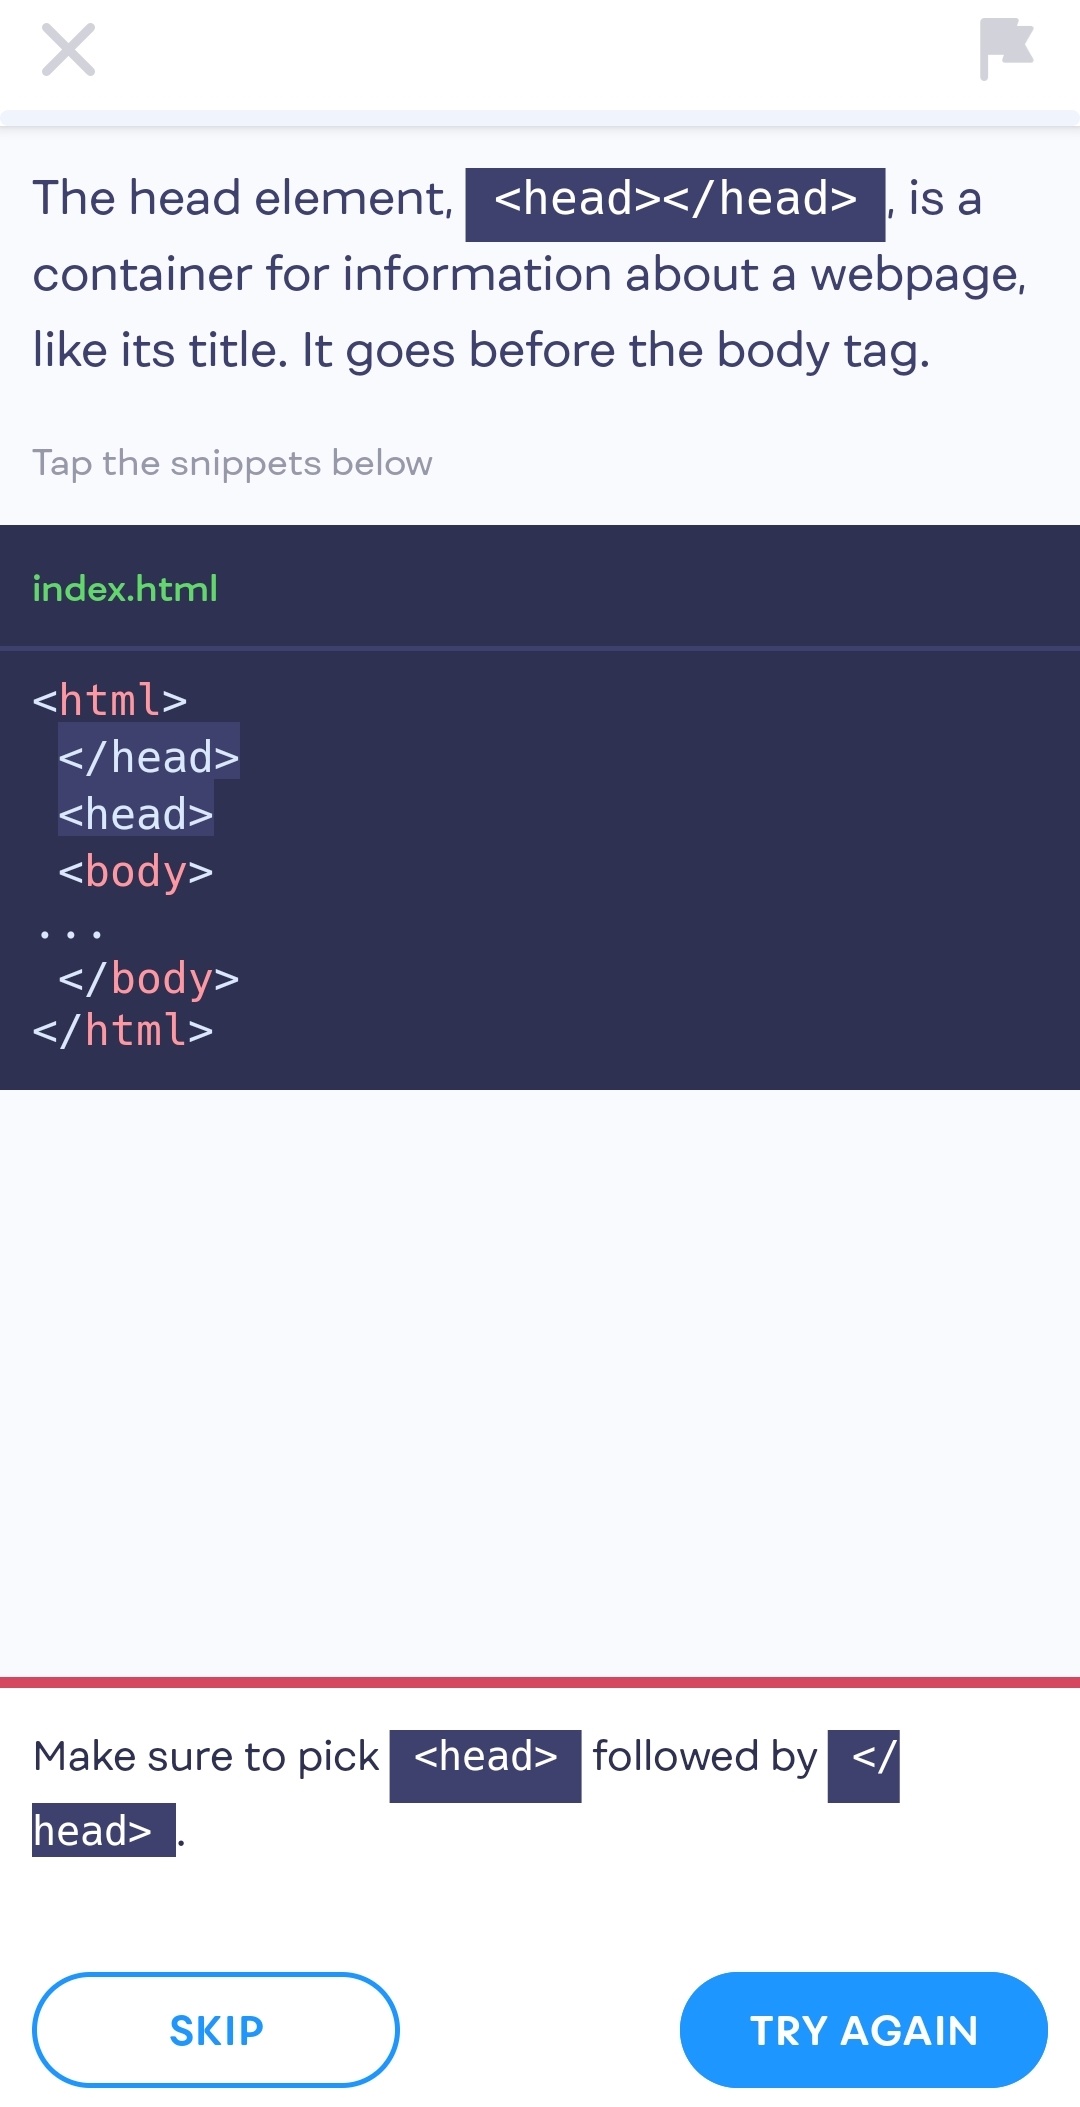 The head element, <head></head> , is a
container for information about a webpage,
like its title. It goes before the body tag.
Tap the snippets below
index.html
<html>
</head>
<head>
<body>
...
</body>
</html>
Make sure to pick <head> followed by </
head> .
SKIP
TRY AGAIN